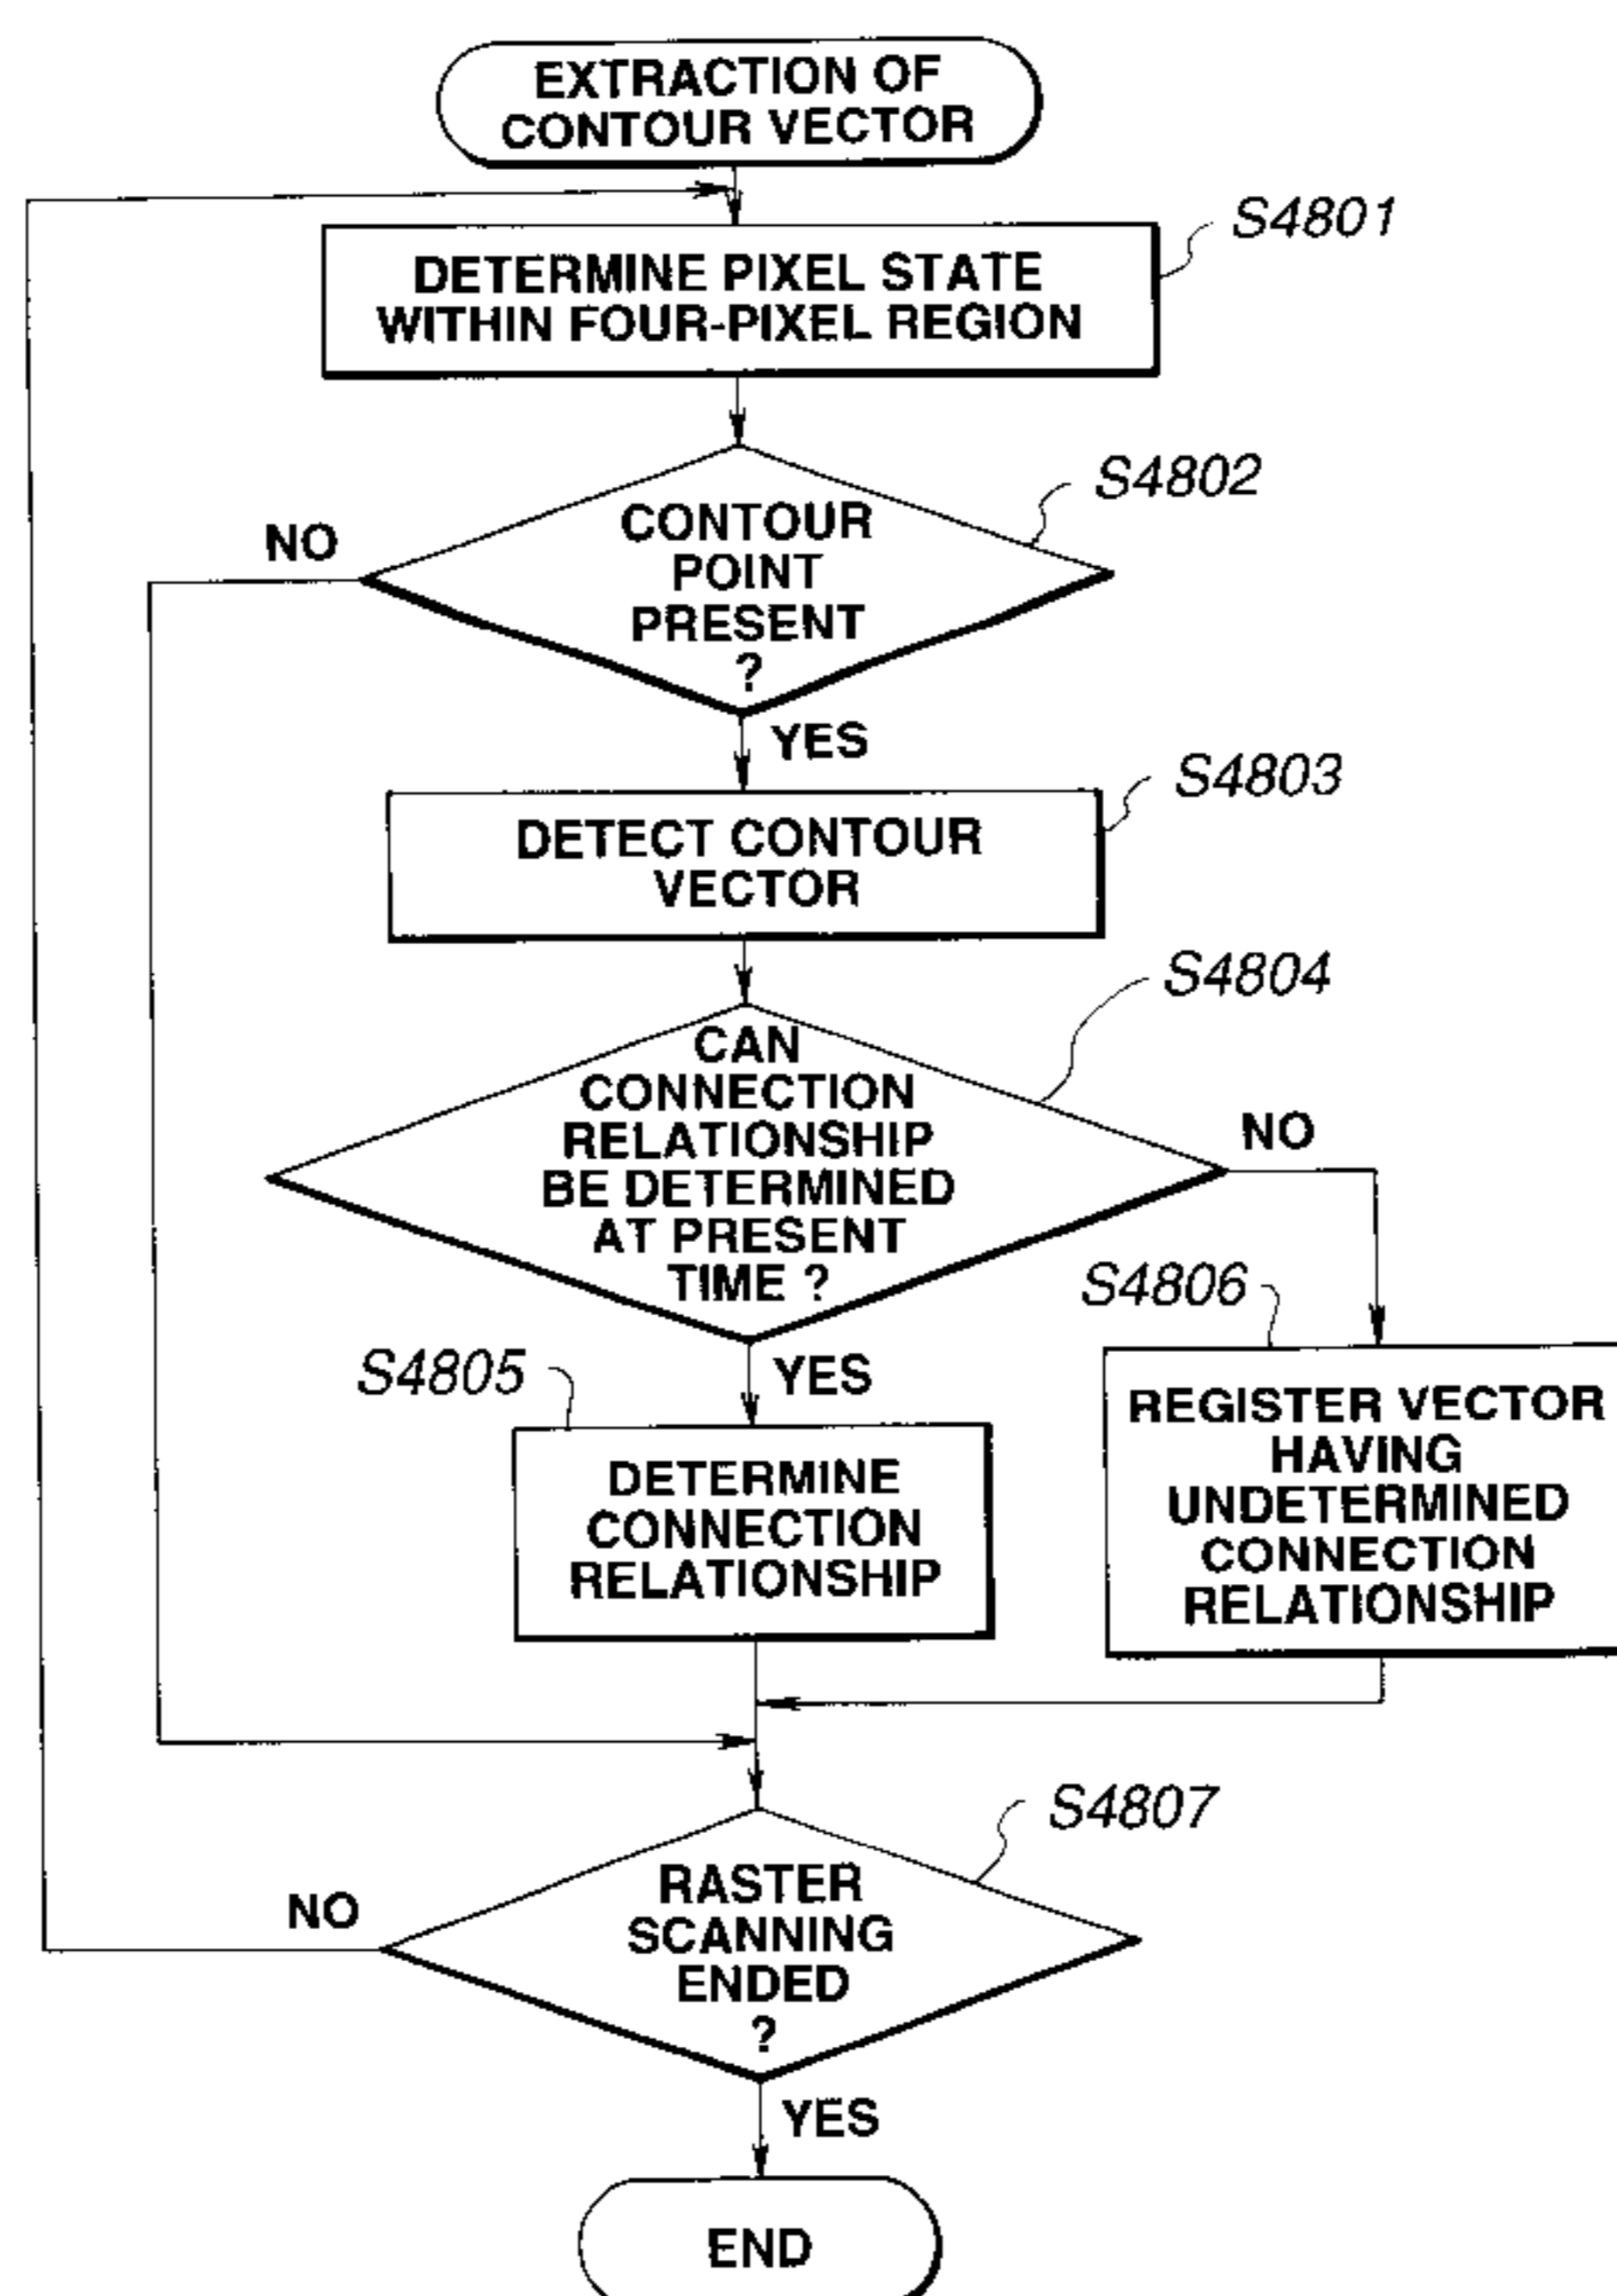 EXTRACTION OF
CONTOUR VECTOR
S4801
DETERMINE PIXEL STATE
WITHIN FOUR-PIXEL REGION
S4802
NO
CONTOUR
POINT
PRESENT
?
YES
S4803
DETECT CONTOUR
VECTOR
S4804
CAN
CONNECTION
RELATIONSHIP
BE DETERMINED
AT PRESENT
TIME ?
NO
YES
S4805
DETERMINE
CONNECTION
RELATIONSHIP
S4806
REGISTER VECTOR
HAVING
UNDETERMINED
CONNECTION
RELATIONSHIP
S4807
NO
RASTER
SCANNING
ENDED
?
YES
END